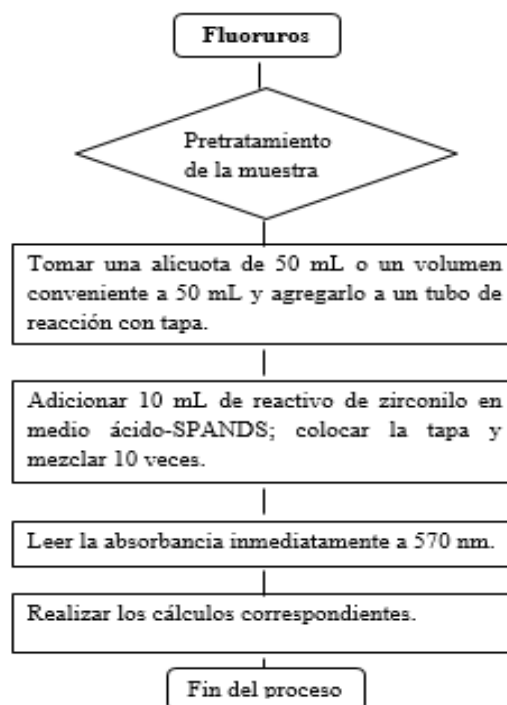 Fluoruros
Pretratamiento
de la muestra
Tomar una alícuota de 50 mL o un volumen
conveniente a 50 mL y agregarlo a un tubo de
reacción con tapa.
Adicionar 10 mL de reactivo de zirconilo en
medio ácido-SPANDS; colocar la tapa y
mezclar 10 veces.
Leer la absorbancia inmediatamente a 570 nm.
Realizar los cálculos correspondientes.
Fin del proceso